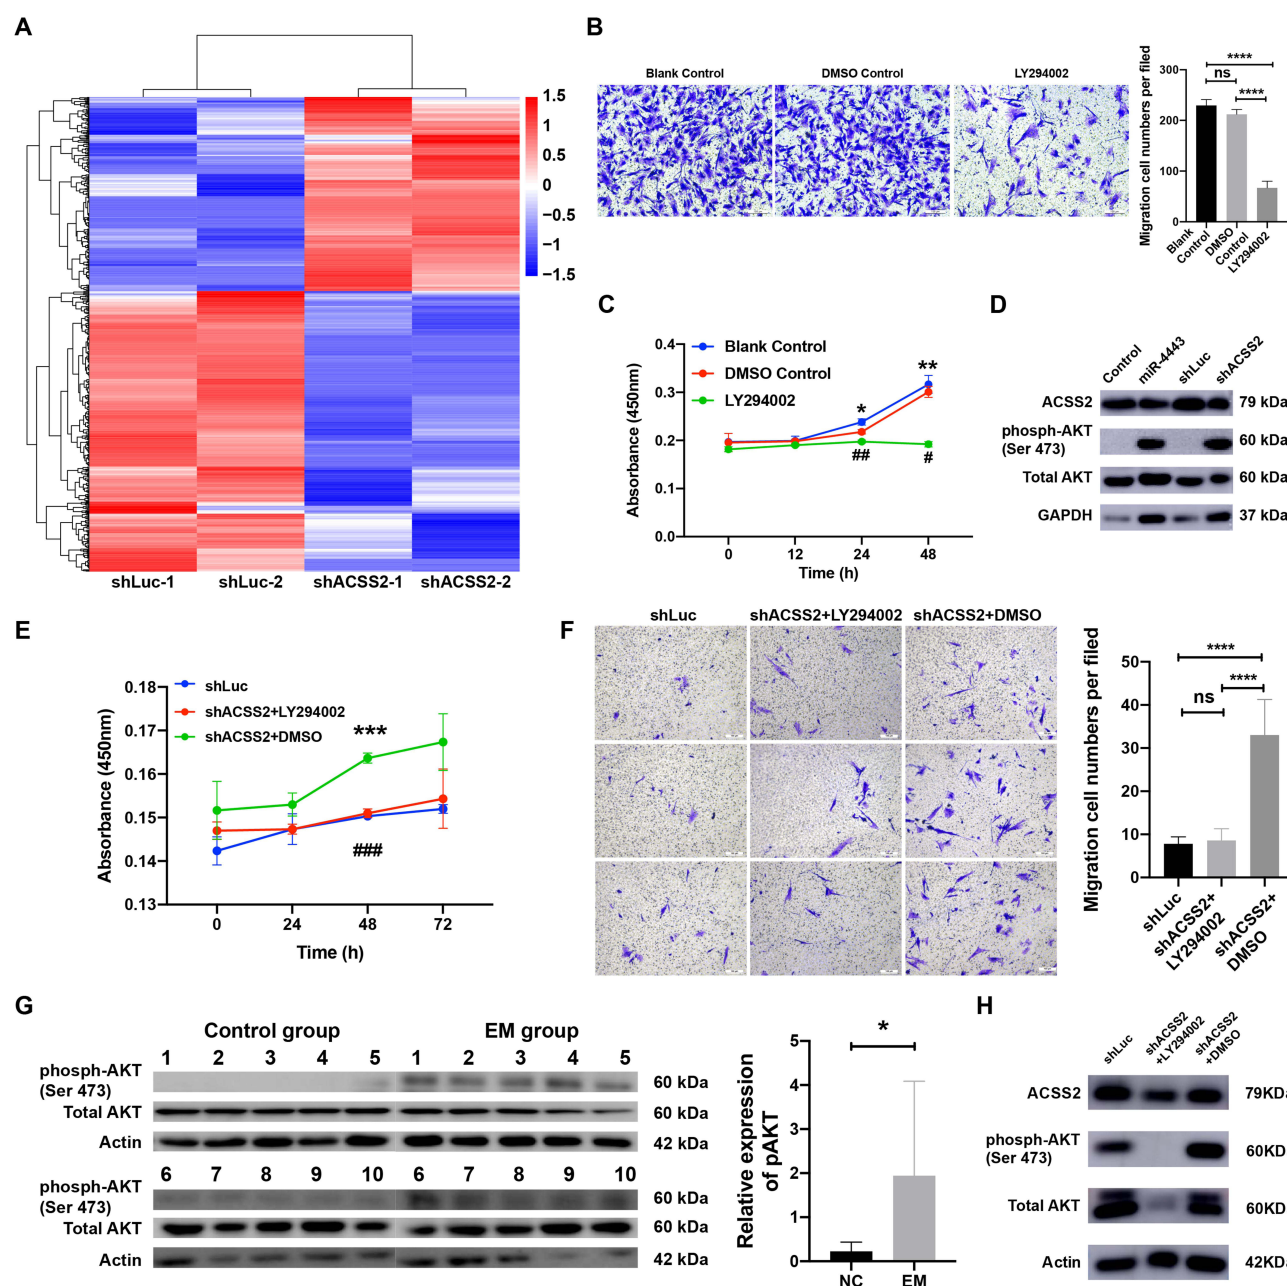 A
1.5
1
0.5
0
−0.5
−1
−1.5
shLuc-1 shLuc-2 shACSS2-1 shACSS2-2
B
Blank Control DMSO Control LY294002
Migration cell numbers per filed
300
200
100
0
****
ns ****
Blank Control
DMSO Control
LY294002
C
Absorbance (450nm)
0.4
0.3
0.2
0.1
0.0
Blank Control
DMSO Control
LY294002
* **
## #
0 12 24 48
Time (h)
D
Control miR-4443 shLuc shACSS2
ACSS2 79 kDa
phosph-AKT
(Ser 473) 60 kDa
Total AKT 60 kDa
GAPDH 37 kDa
E
Absorbance (450nm)
0.18
0.17
0.16
0.15
0.14
0.13
shLuc
shACSS2+LY294002
shACSS2+DMSO
***
###
0 24 48 72
Time (h)
F
shLuc shACSS2+LY294002 shACSS2+DMSO
Migration cell numbers per filed
50
40
30
20
10
0
****
ns ****
shLuc
shACSS2+
LY294002
shACSS2+
DMSO
G
Control group EM group
1 2 3 4 5 1 2 3 4 5
phosph-AKT
(Ser 473) 60 kDa
Total AKT 60 kDa
Actin 42 kDa
6 7 8 9 10 6 7 8 9 10
phosph-AKT
(Ser 473) 60 kDa
Total AKT 60 kDa
Actin 42 kDa
Relative expression
of pAKT
5
4
3
2
1
0
*
NC EM
H
shLuc
shACSS2
+LY294002
shACSS2
+DMSO
ACSS2 79KDa
phosph-AKT
(Ser 473) 60KD
Total AKT 60KD
Actin 42KD